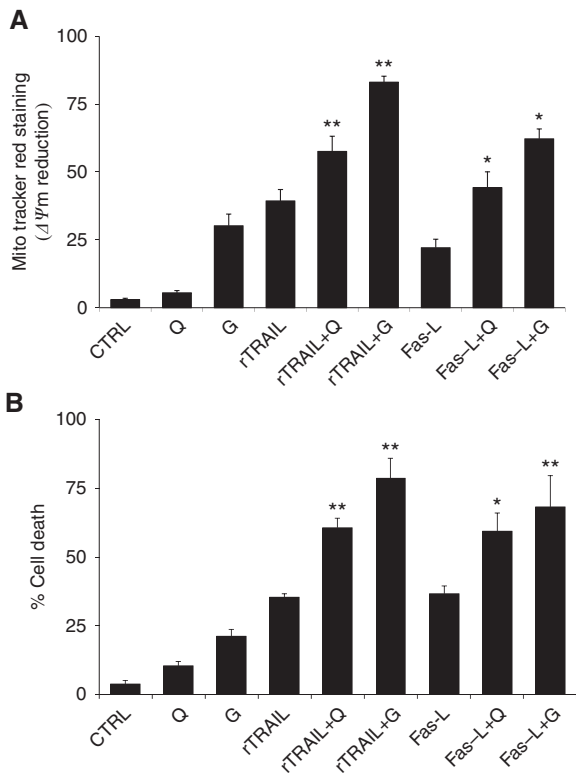 A
Mito tracker red staining
(ΔΨm reduction)
100
75
50
25
0
**
**
*
*
CTRL
Q
G
rTRAIL
rTRAIL+Q
rTRAIL+G
Fas-L
Fas–L+Q
Fas–L+G
B
% Cell death
100
75
50
25
0
**
**
*
**
CTRL
Q
G
rTRAIL
rTRAIL+Q
rTRAIL+G
Fas-L
Fas–L+Q
Fas–L+G